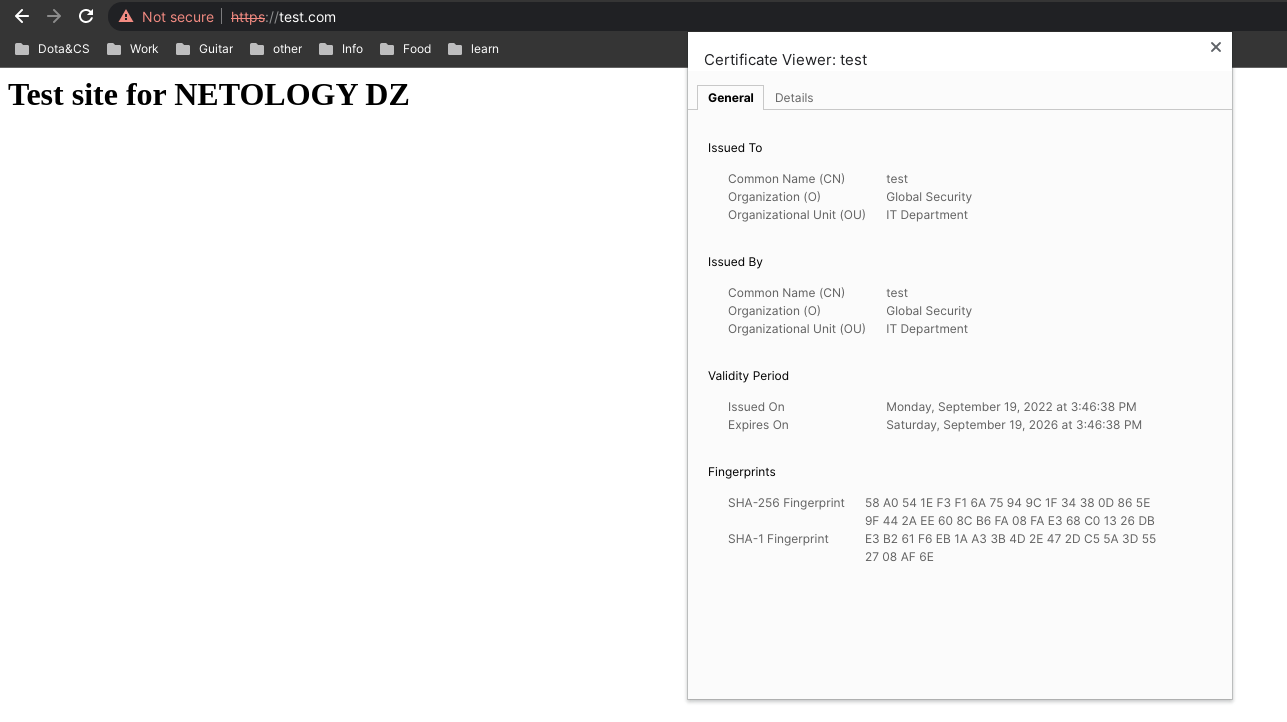 Not secure | https://test.com
Dota&CS Work Guitar other Info Food learn
Test site for NETOLOGY DZ
Certificate Viewer: test
General Details
Issued To
Common Name (CN) test
Organization (O) Global Security
Organizational Unit (OU) IT Department
Issued By
Common Name (CN) test
Organization (O) Global Security
Organizational Unit (OU) IT Department
Validity Period
Issued On Monday, September 19, 2022 at 3:46:38 PM
Expires On Saturday, September 19, 2026 at 3:46:38 PM
Fingerprints
SHA-256 Fingerprint 58 A0 54 1E F3 F1 6A 75 94 9C 1F 34 38 0D 86 5E
9F 44 2A EE 60 8C B6 FA 08 FA E3 68 C0 13 26 DB
SHA-1 Fingerprint E3 B2 61 F6 EB 1A A3 3B 4D 2E 47 2D C5 5A 3D 55
27 08 AF 6E